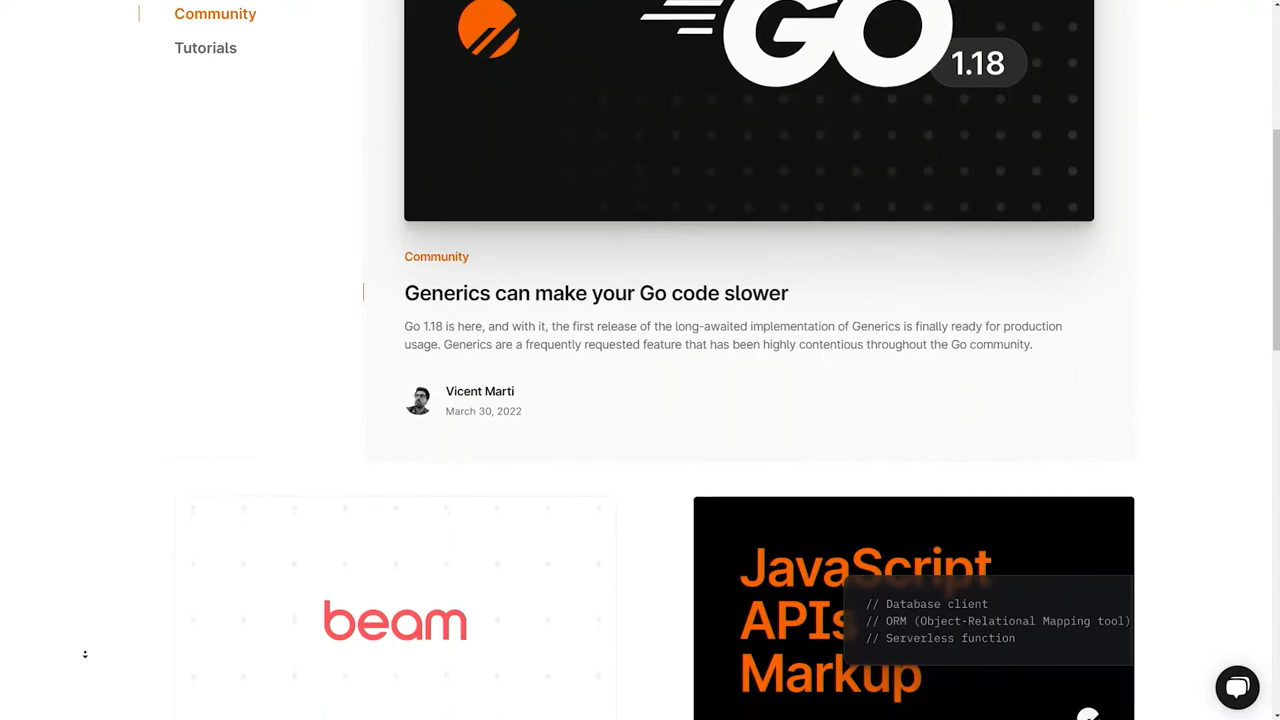 Community
Tutorials
GO
1.18
Community
Generics can make your Go code slower
Go 1.18 is here, and with it, the first release of the long-awaited implementation of Generics is finally ready for production
usage. Generics are a frequently requested feature that has been highly contentious throughout the Go community.
Vicent Marti
March 30, 2022
beam
JavaScript
APIs
Markup
// Database client
// ORM (Object-Relational Mapping tool)
// Serverless function